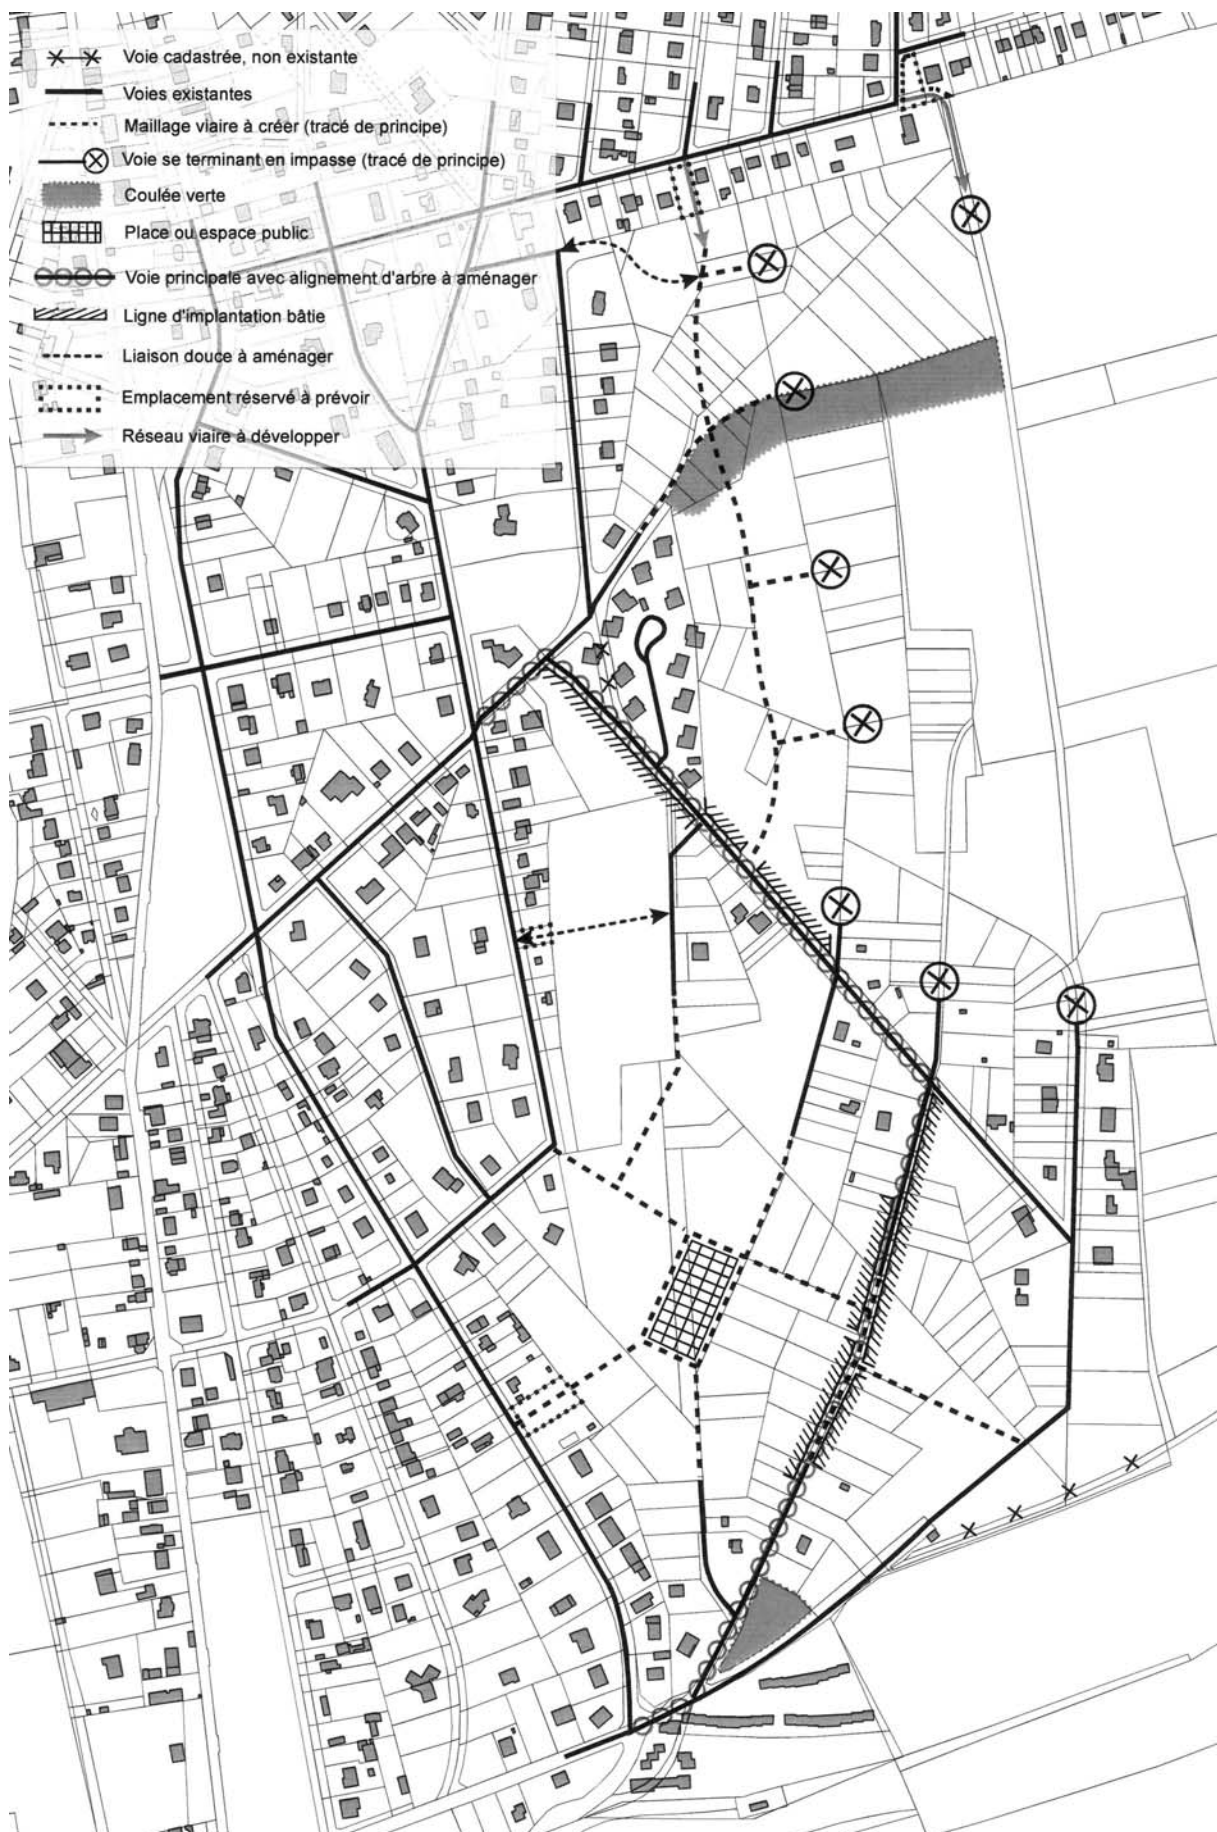 Voie cadastrée, non existante
Voies existantes
Maillage viaire à créer (tracé de principe)
Voie se terminant en impasse (tracé de principe)
Coulée verte
Place ou espace public
Voie principale avec alignement d'arbre à aménager
Ligne d'implantation bâtie
Liaison douce à aménager
Emplacement réservé à prévoir
Réseau viaire à développer